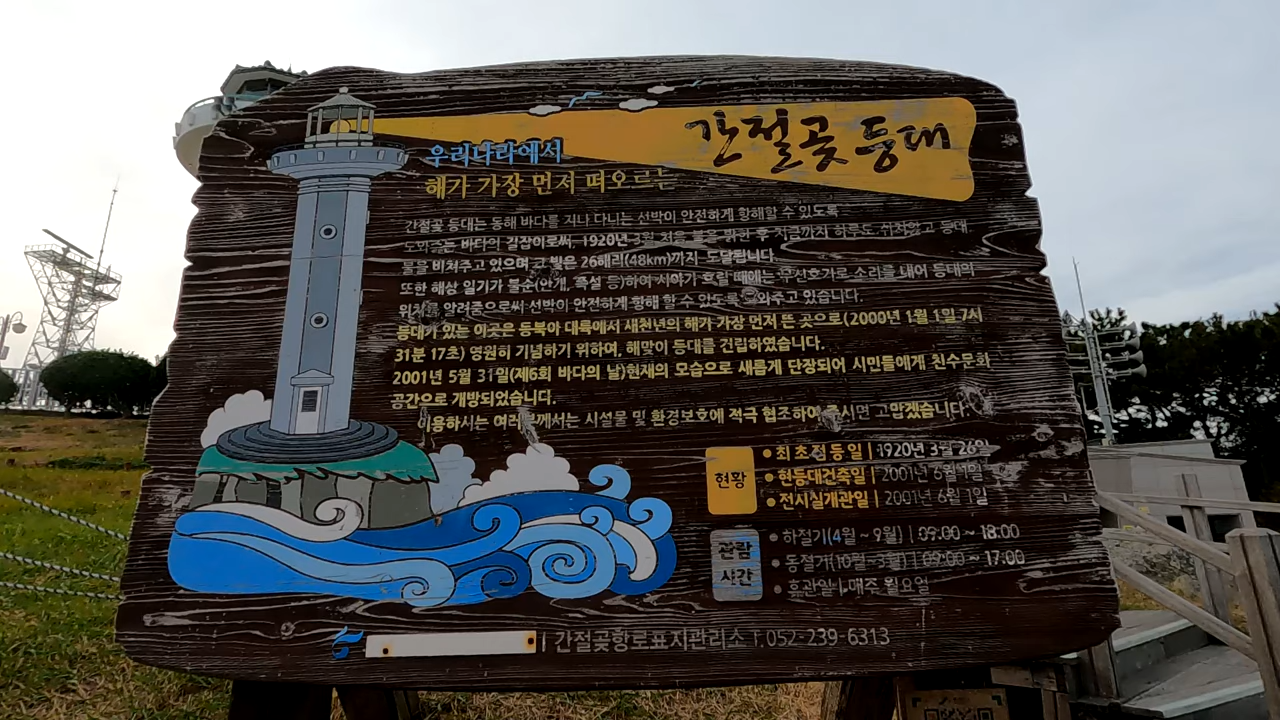 간절곶 등대
우리나라에서
해가 가장 먼저 떠오르는
간절곶 등대는 동해 바다를 지나 다니는 선박이 안전하게 항해할 수 있도록
도와주는 바다의 길잡이로써, 1920년 3월 처음 불을 밝힌 후 지금까지 하루도 쉬지않고 등대
불을 비춰주고 있으며 그 빛은 26해리(48km)까지 도달됩니다.
또한 해상 일기가 불순(안개, 폭설 등)하여 시야가 흐릴 때에는 무선호가로 소리를 내어 등대의
위치를 알려줌으로써 선박이 안전하게 항해 할 수 있도록 도와주고 있습니다.
등대가 있는 이곳은 동북아 대륙에서 새천년의 해가 가장 먼저 뜬 곳으로(2000년 1월 1일 7시
31분 17초) 영원히 기념하기 위하여, 해맞이 등대를 건립하였습니다.
2001년 5월 31일(제6회 바다의 날)현재의 모습으로 새롭게 단장되어 시민들에게 친수문화
공간으로 개방되었습니다.
이용하시는 여러분께서는 시설물 및 환경보호에 적극 협조하여 주시면 고맙겠습니다.
현황
• 최초점등일 | 1920년 3월 26일
• 현등대건축일 | 2001년 6월 1일
• 전시실개관일 | 2001년 6월 1일
관람
시간
• 하절기(4월 ~ 9월) | 09:00 ~ 18:00
• 동절기(10월~3월) | 09:00 ~ 17:00
• 휴관일 | 매주 월요일
| 간절곶항로표지관리소 T.052-239-6313